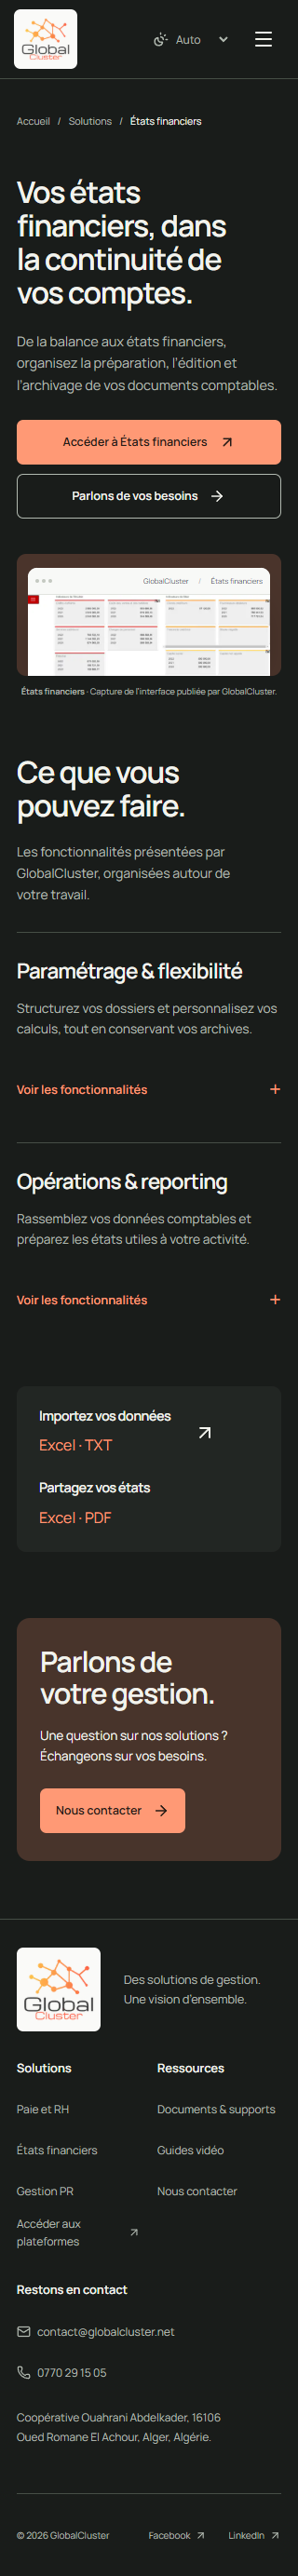 Global
Cluster
Auto
Accueil / Solutions / États financiers
Vos états
financiers, dans
la continuité de
vos comptes.
De la balance aux états financiers,
organisez la préparation, l’édition et
l’archivage de vos documents comptables.
Accéder à États financiers
Parlons de vos besoins
GlobalCluster / États financiers
États financiers · Capture de l’interface publiée par GlobalCluster.
Ce que vous
pouvez faire.
Les fonctionnalités présentées par
GlobalCluster, organisées autour de
votre travail.
Paramétrage & flexibilité
Structurez vos dossiers et personnalisez vos
calculs, tout en conservant vos archives.
Voir les fonctionnalités +
Opérations & reporting
Rassemblez vos données comptables et
préparez les états utiles à votre activité.
Voir les fonctionnalités +
Importez vos données
Excel · TXT
Partagez vos états
Excel · PDF
Parlons de
votre gestion.
Une question sur nos solutions ?
Échangeons sur vos besoins.
Nous contacter
Global
Cluster
Des solutions de gestion.
Une vision d’ensemble.
Solutions
Paie et RH
États financiers
Gestion PR
Accéder aux
plateformes
Ressources
Documents & supports
Guides vidéo
Nous contacter
Restons en contact
contact@globalcluster.net
0770 29 15 05
Coopérative Ouahrani Abdelkader, 16106
Oued Romane El Achour, Alger, Algérie.
© 2026 GlobalCluster
Facebook
LinkedIn